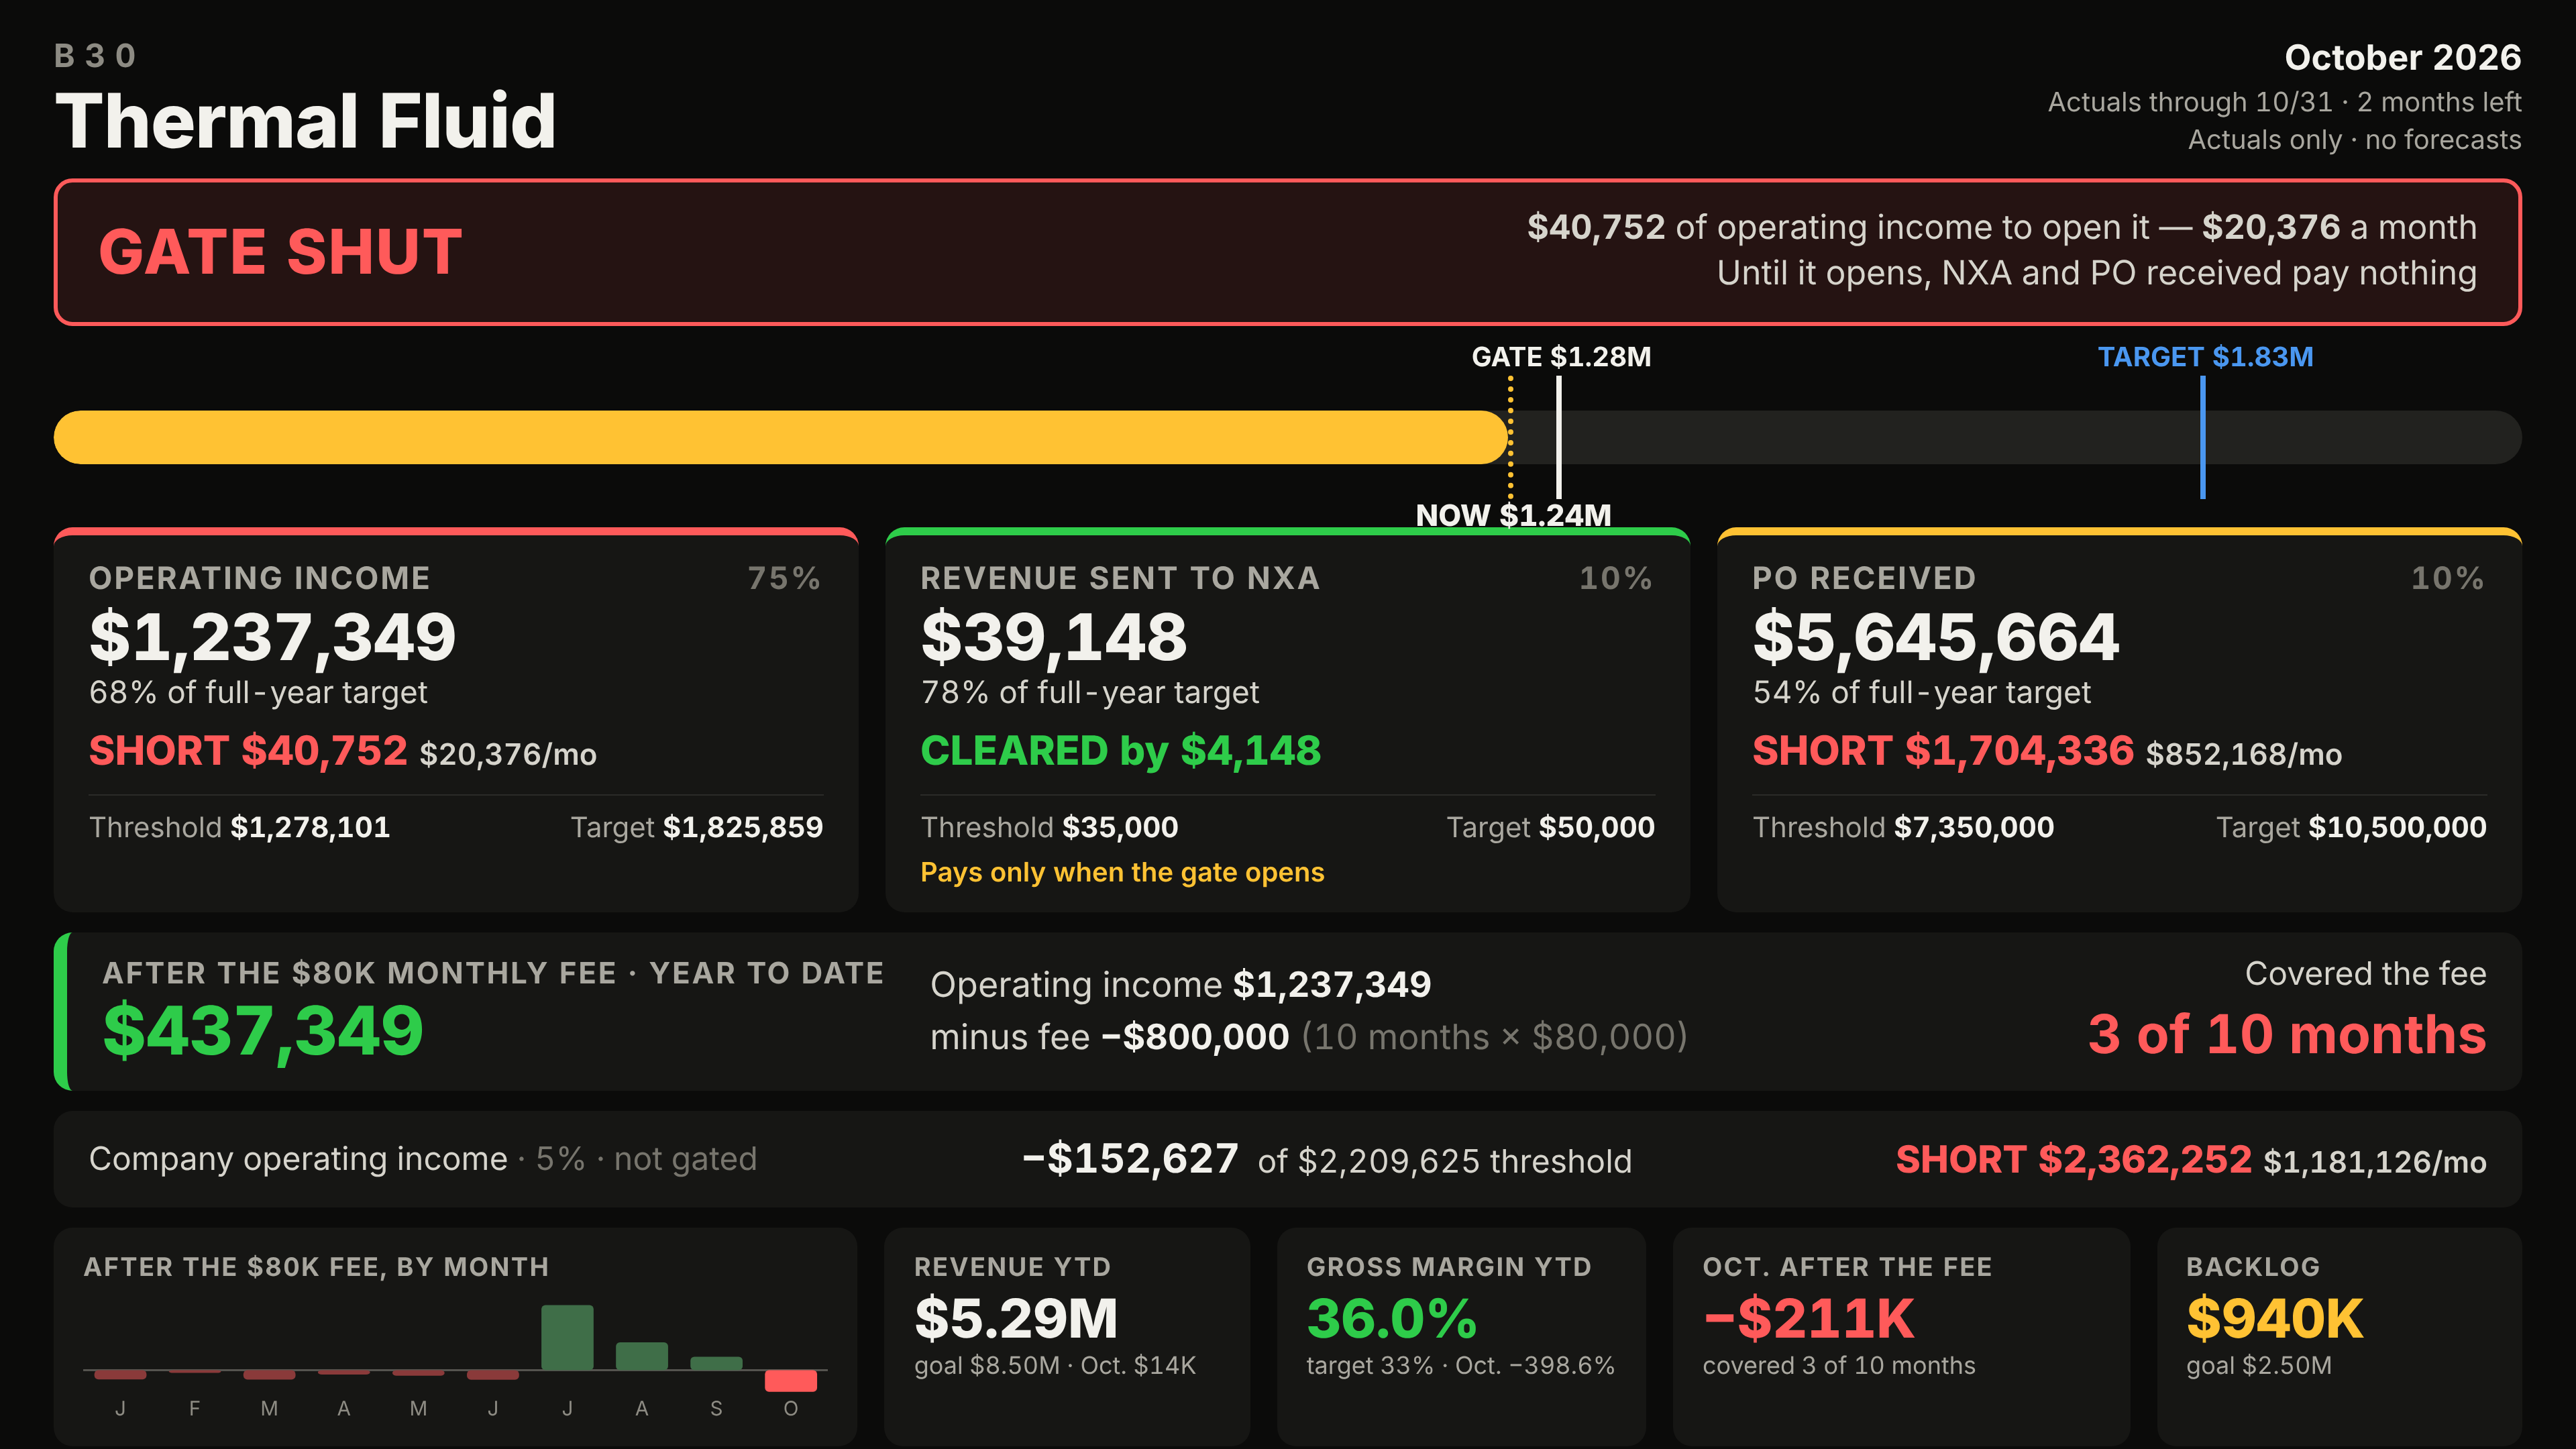 B30
Thermal Fluid
October 2026
Actuals through 10/31 · 2 months left
Actuals only · no forecasts
GATE SHUT
$40,752 of operating income to open it — $20,376 a month
Until it opens, NXA and PO received pay nothing
GATE $1.28M
TARGET $1.83M
NOW $1.24M
OPERATING INCOME 75%
$1,237,349
68% of full-year target
SHORT $40,752 $20,376/mo
Threshold $1,278,101 Target $1,825,859
REVENUE SENT TO NXA 10%
$39,148
78% of full-year target
CLEARED by $4,148
Threshold $35,000 Target $50,000
Pays only when the gate opens
PO RECEIVED 10%
$5,645,664
54% of full-year target
SHORT $1,704,336 $852,168/mo
Threshold $7,350,000 Target $10,500,000
AFTER THE $80K MONTHLY FEE · YEAR TO DATE
$437,349
Operating income $1,237,349
minus fee −$800,000 (10 months × $80,000)
Covered the fee
3 of 10 months
Company operating income · 5% · not gated
−$152,627 of $2,209,625 threshold
SHORT $2,362,252 $1,181,126/mo
AFTER THE $80K FEE, BY MONTH
J F M A M J J A S O
REVENUE YTD
$5.29M
goal $8.50M · Oct. $14K
GROSS MARGIN YTD
36.0%
target 33% · Oct. −398.6%
OCT. AFTER THE FEE
−$211K
covered 3 of 10 months
BACKLOG
$940K
goal $2.50M